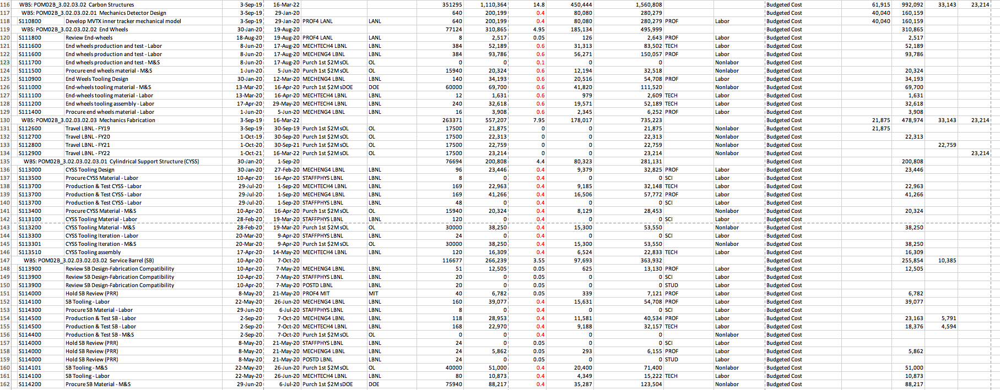 116 WBS: POM02B_3.02.03.02 Carbon Structures 3-Sep-19 16-Mar-22 351295 1,110,364 14.8 450,444 1,560,808 Budgeted Cost 61,915 992,092 33,143 23,214
117 WBS: POM02B_3.02.03.02.01 Mechanics Detector Design 3-Sep-19 29-Jan-20 640 200,199 0.4 80,080 280,279 Budgeted Cost 40,040 160,159
118 S110800 Develop MVTX inner tracker mechanical model 3-Sep-19 29-Jan-20 PROF4 LANL LANL 640 200,199 0.4 80,080 280,279 PROF Labor Budgeted Cost 40,040 160,159
119 WBS: POM02B_3.02.03.02.02 End Wheels 30-Jan-20 19-Aug-20 77124 310,865 4.95 185,134 495,999 Budgeted Cost 310,865
120 S111800 Review End-wheels 18-Aug-20 19-Aug-20 PROF4 LANL LANL 8 2,517 0.05 126 2,643 PROF Labor Budgeted Cost 2,517
121 S111600 End wheels production and test - Labor 8-Jun-20 17-Aug-20 MECHTECH4 LBNL LBNL 384 52,189 0.6 31,313 83,502 TECH Labor Budgeted Cost 52,189
122 S111600 End wheels production and test - Labor 8-Jun-20 17-Aug-20 MECHENG4 LBNL LBNL 384 93,786 0.6 56,271 150,057 PROF Labor Budgeted Cost 93,786
123 S111700 End wheels production and test - M&S 8-Jun-20 17-Aug-20 Purch 1st $2M sOL OL 0 0 0.1 0 0 Nonlabor Budgeted Cost
124 S111500 Procure end wheels material - M&S 1-Jun-20 5-Jun-20 Purch 1st $2M sOL OL 15940 20,324 0.6 12,194 32,518 Nonlabor Budgeted Cost 20,324
125 S110900 End Weels Tooling Design 30-Jan-20 12-Mar-20 MECHENG4 LBNL LBNL 140 34,193 0.6 20,516 54,708 PROF Labor Budgeted Cost 34,193
126 S111000 End-wheels tooling material - M&S 13-Mar-20 16-Apr-20 Purch 1st $2M sDOE DOE 60000 69,700 0.6 41,820 111,520 Nonlabor Budgeted Cost 69,700
127 S111100 End-wheels tooling material - Labor 13-Mar-20 16-Apr-20 MECHTECH4 LBNL LBNL 12 1,631 0.6 979 2,609 TECH Labor Budgeted Cost 1,631
128 S111200 End wheels tooling assembly - Labor 17-Apr-20 29-May-20 MECHTECH4 LBNL LBNL 240 32,618 0.6 19,571 52,189 TECH Labor Budgeted Cost 32,618
129 S111400 Procure end wheels material - Labor 1-Jun-20 5-Jun-20 MECHENG4 LBNL LBNL 16 3,908 0.6 2,345 6,252 PROF Labor Budgeted Cost 3,908
130 WBS: POM02B_3.02.03.02.03 Mechanics Fabrication 3-Sep-19 16-Mar-22 263371 557,207 7.95 178,017 735,223 Budgeted Cost 21,875 478,974 33,143 23,214
131 S112600 Travel LBNL - FY19 3-Sep-19 30-Sep-19 Purch 1st $2M sOL OL 17500 21,875 0 0 21,875 Nonlabor Budgeted Cost 21,875
132 S112700 Travel LBNL - FY20 1-Oct-19 30-Sep-20 Purch 1st $2M sOL OL 17500 22,313 0 0 22,313 Nonlabor Budgeted Cost 22,313
133 S112800 Travel LBNL - FY21 1-Oct-20 30-Sep-21 Purch 1st $2M sOL OL 17500 22,759 0 0 22,759 Nonlabor Budgeted Cost 22,759
134 S112900 Travel LBNL - FY22 1-Oct-21 16-Mar-22 Purch 1st $2M sOL OL 17500 23,214 0 0 23,214 Nonlabor Budgeted Cost 23,214
135 WBS: POM02B_3.02.03.02.03.01 Cylindrical Support Structure (CYSS) 30-Jan-20 1-Sep-20 76694 200,808 4.4 80,323 281,131 Budgeted Cost 200,808
136 S113000 CYSS Tooling Design 30-Jan-20 27-Feb-20 MECHENG4 LBNL LBNL 96 23,446 0.4 9,379 32,825 PROF Labor Budgeted Cost 23,446
137 S113500 Procure CYSS Material - Labor 10-Apr-20 16-Apr-20 STAFFPHYS LBNL LBNL 8 0 0.4 0 0 SCI Labor Budgeted Cost
138 S113700 Production & Test CYSS - Labor 29-Jul-20 1-Sep-20 MECHTECH4 LBNL LBNL 169 22,963 0.4 9,185 32,148 TECH Labor Budgeted Cost 22,963
139 S113700 Production & Test CYSS - Labor 29-Jul-20 1-Sep-20 MECHENG4 LBNL LBNL 169 41,266 0.4 16,506 57,772 PROF Labor Budgeted Cost 41,266
140 S113700 Production & Test CYSS - Labor 29-Jul-20 1-Sep-20 STAFFPHYS LBNL LBNL 48 0 0.4 0 0 SCI Labor Budgeted Cost
141 S113400 Procure CYSS Material - M&S 10-Apr-20 16-Apr-20 Purch 1st $2M sOL OL 15940 20,324 0.4 8,129 28,453 Nonlabor Budgeted Cost 20,324
142 S113100 CYSS Tooling Material - Labor 28-Feb-20 19-Mar-20 STAFFPHYS LBNL LBNL 120 0 0.4 0 0 SCI Labor Budgeted Cost
143 S113200 CYSS Tooling Material - M&S 28-Feb-20 19-Mar-20 Purch 1st $2M sOL OL 30000 38,250 0.4 15,300 53,550 Nonlabor Budgeted Cost 38,250
144 S113300 CYSS Tooling Iteration - Labor 20-Mar-20 9-Apr-20 STAFFPHYS LBNL LBNL 24 0 0.4 0 0 SCI Labor Budgeted Cost
145 S113301 CYSS Tooling Iteration - M&S 20-Mar-20 9-Apr-20 Purch 1st $2M sOL OL 30000 38,250 0.4 15,300 53,550 Nonlabor Budgeted Cost 38,250
146 S113510 CYSS Tooling assembly 17-Apr-20 14-May-20 MECHTECH4 LBNL LBNL 120 16,309 0.4 6,524 22,833 TECH Labor Budgeted Cost 16,309
147 WBS: POM02B_3.02.03.02.03.02 Service Barrel (SB) 10-Apr-20 7-Oct-20 116677 266,239 3.55 97,693 363,932 Budgeted Cost 255,854 10,385
148 S113900 Review SB Design-Fabrication Compatibility 10-Apr-20 7-May-20 MECHENG4 LBNL LBNL 51 12,505 0.05 625 13,130 PROF Labor Budgeted Cost 12,505
149 S113900 Review SB Design-Fabrication Compatibility 10-Apr-20 7-May-20 STAFFPHYS LBNL LBNL 20 0 0.05 0 0 SCI Labor Budgeted Cost
150 S113900 Review SB Design-Fabrication Compatibility 10-Apr-20 7-May-20 POSTD LBNL LBNL 20 0 0.05 0 0 STUD Labor Budgeted Cost
151 S114000 Hold SB Review (PRR) 8-May-20 21-May-20 PROF4 MIT MIT 40 6,782 0.05 339 7,121 PROF Labor Budgeted Cost 6,782
152 S114100 SB Tooling - Labor 22-May-20 26-Jun-20 MECHENG4 LBNL LBNL 160 39,077 0.4 15,631 54,708 PROF Labor Budgeted Cost 39,077
153 S114300 Procure SB Material - Labor 29-Jun-20 6-Jul-20 STAFFPHYS LBNL LBNL 8 0 0.4 0 0 SCI Labor Budgeted Cost
154 S114500 Production & Test SB - Labor 2-Sep-20 7-Oct-20 MECHENG4 LBNL LBNL 118 28,953 0.4 11,581 40,534 PROF Labor Budgeted Cost 23,163 5,791
155 S114500 Production & Test SB - Labor 2-Sep-20 7-Oct-20 MECHTECH4 LBNL LBNL 168 22,970 0.4 9,188 32,157 TECH Labor Budgeted Cost 18,376 4,594
156 S114400 Production & Test SB - M&S 2-Sep-20 7-Oct-20 Purch 1st $2M sOL OL 0 0 0.4 0 0 Nonlabor Budgeted Cost
157 S114000 Hold SB Review (PRR) 8-May-20 21-May-20 STAFFPHYS LBNL LBNL 24 0 0.05 0 0 SCI Labor Budgeted Cost
158 S114000 Hold SB Review (PRR) 8-May-20 21-May-20 MECHENG4 LBNL LBNL 24 5,862 0.05 293 6,155 PROF Labor Budgeted Cost 5,862
159 S114000 Hold SB Review (PRR) 8-May-20 21-May-20 POSTD LBNL LBNL 24 0 0.05 0 0 STUD Labor Budgeted Cost
160 S114101 SB Tooling - M&S 22-May-20 26-Jun-20 Purch 1st $2M sOL OL 40000 51,000 0.4 20,400 71,400 Nonlabor Budgeted Cost 51,000
161 S114100 SB Tooling - Labor 22-May-20 26-Jun-20 MECHTECH4 LBNL LBNL 80 10,873 0.4 4,349 15,222 TECH Labor Budgeted Cost 10,873
162 S114200 Procure SB Material - M&S 29-Jun-20 6-Jul-20 Purch 1st $2M sDOE DOE 75940 88,217 0.4 35,287 123,504 Nonlabor Budgeted Cost 88,217